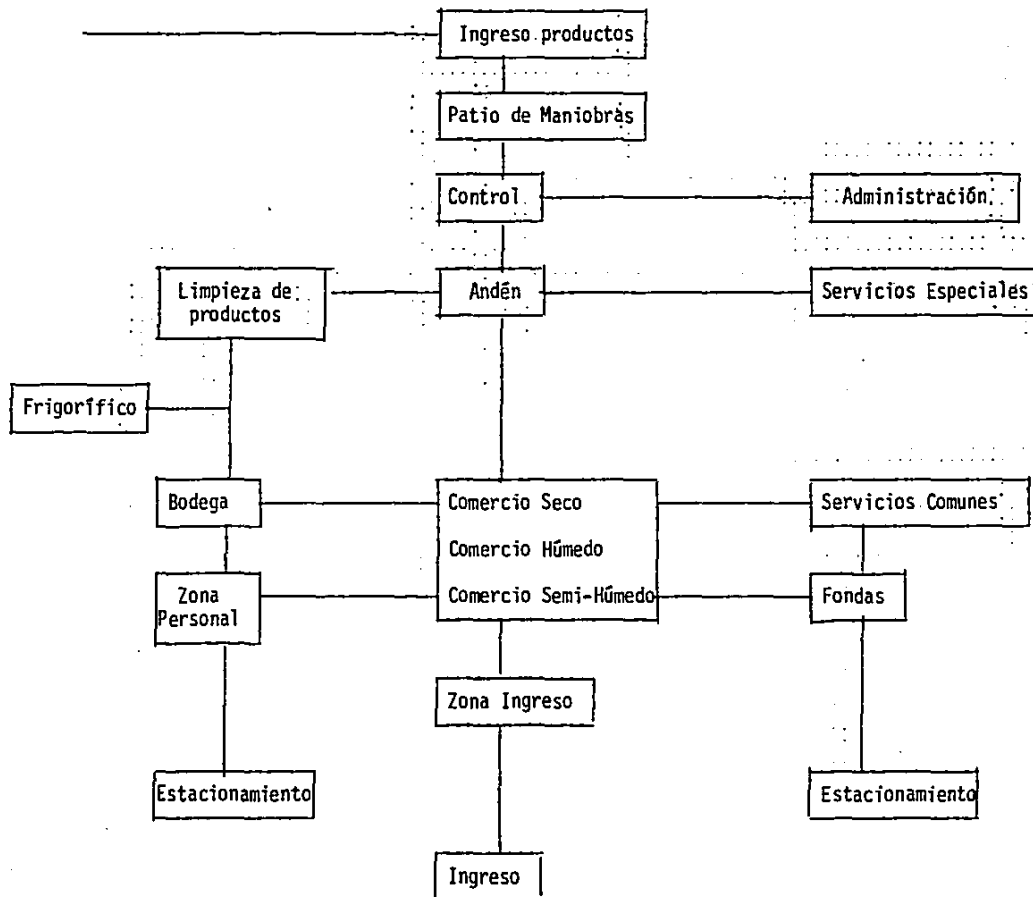 Ingreso productos
Patio de Maniobras
Control
Administración
Limpieza de
productos
Andén
Servicios Especiales
Frigorífico
Bodega
Comercio Seco
Comercio Húmedo
Comercio Semi-Húmedo
Servicios Comunes
Zona
Personal
Fondas
Zona Ingreso
Estacionamiento
Estacionamiento
Ingreso